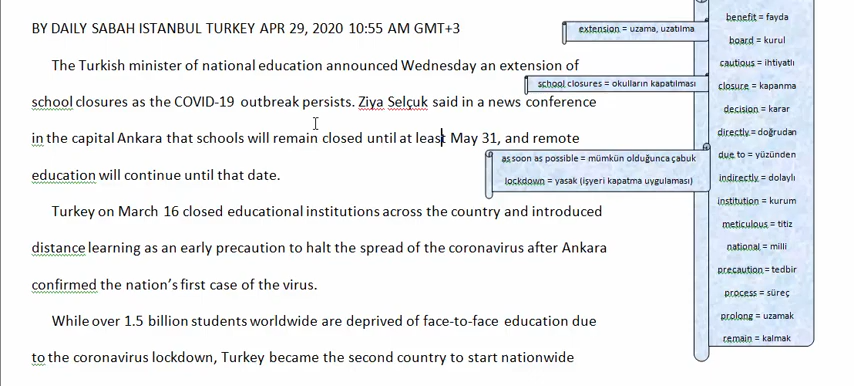 BY DAILY SABAH ISTANBUL TURKEY APR 29, 2020 10:55 AM GMT+3
The Turkish minister of national education announced Wednesday an extension of
school closures as the COVID-19 outbreak persists. Ziya Selçuk said in a news conference
in the capital Ankara that schools will remain closed until at least May 31, and remote
education will continue until that date.
Turkey on March 16 closed educational institutions across the country and introduced
distance learning as an early precaution to halt the spread of the coronavirus after Ankara
confirmed the nation's first case of the virus.
While over 1.5 billion students worldwide are deprived of face-to-face education due
to the coronavirus lockdown, Turkey became the second country to start nationwide
extension = uzama, uzatılma
school closures = okulların kapatılması
as soon as possible = mümkün olduğunca çabuk
lockdown = yasak (işyeri kapatma uygulaması)
benefit = fayda
board = kurul
cautious = ihtiyatlı
closure = kapanma
decision = karar
directly = doğrudan
due to = yüzünden
indirectly = dolaylı
institution = kurum
meticulous = titiz
national = milli
precaution = tedbir
process = süreç
prolong = uzamak
remain = kalmak